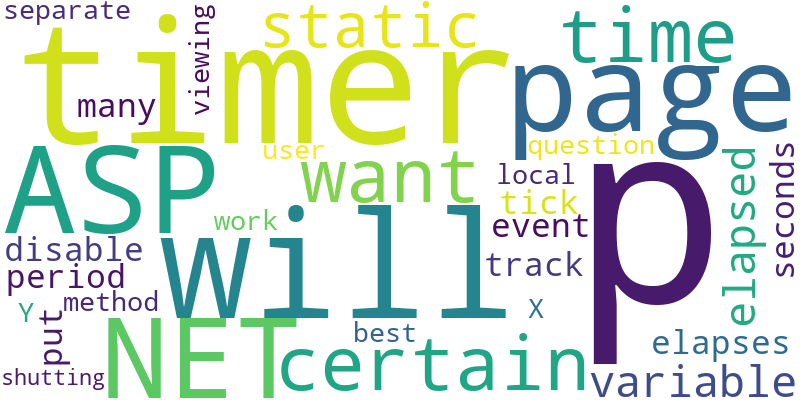 separate
viewing
static
time
timer
page
many
user
question
ASP
want
local
p
elapsed
seconds
tick
work
event
will
disable
track
period
Y
method
X
put
NET
best
certain
elapses
shutting
variable